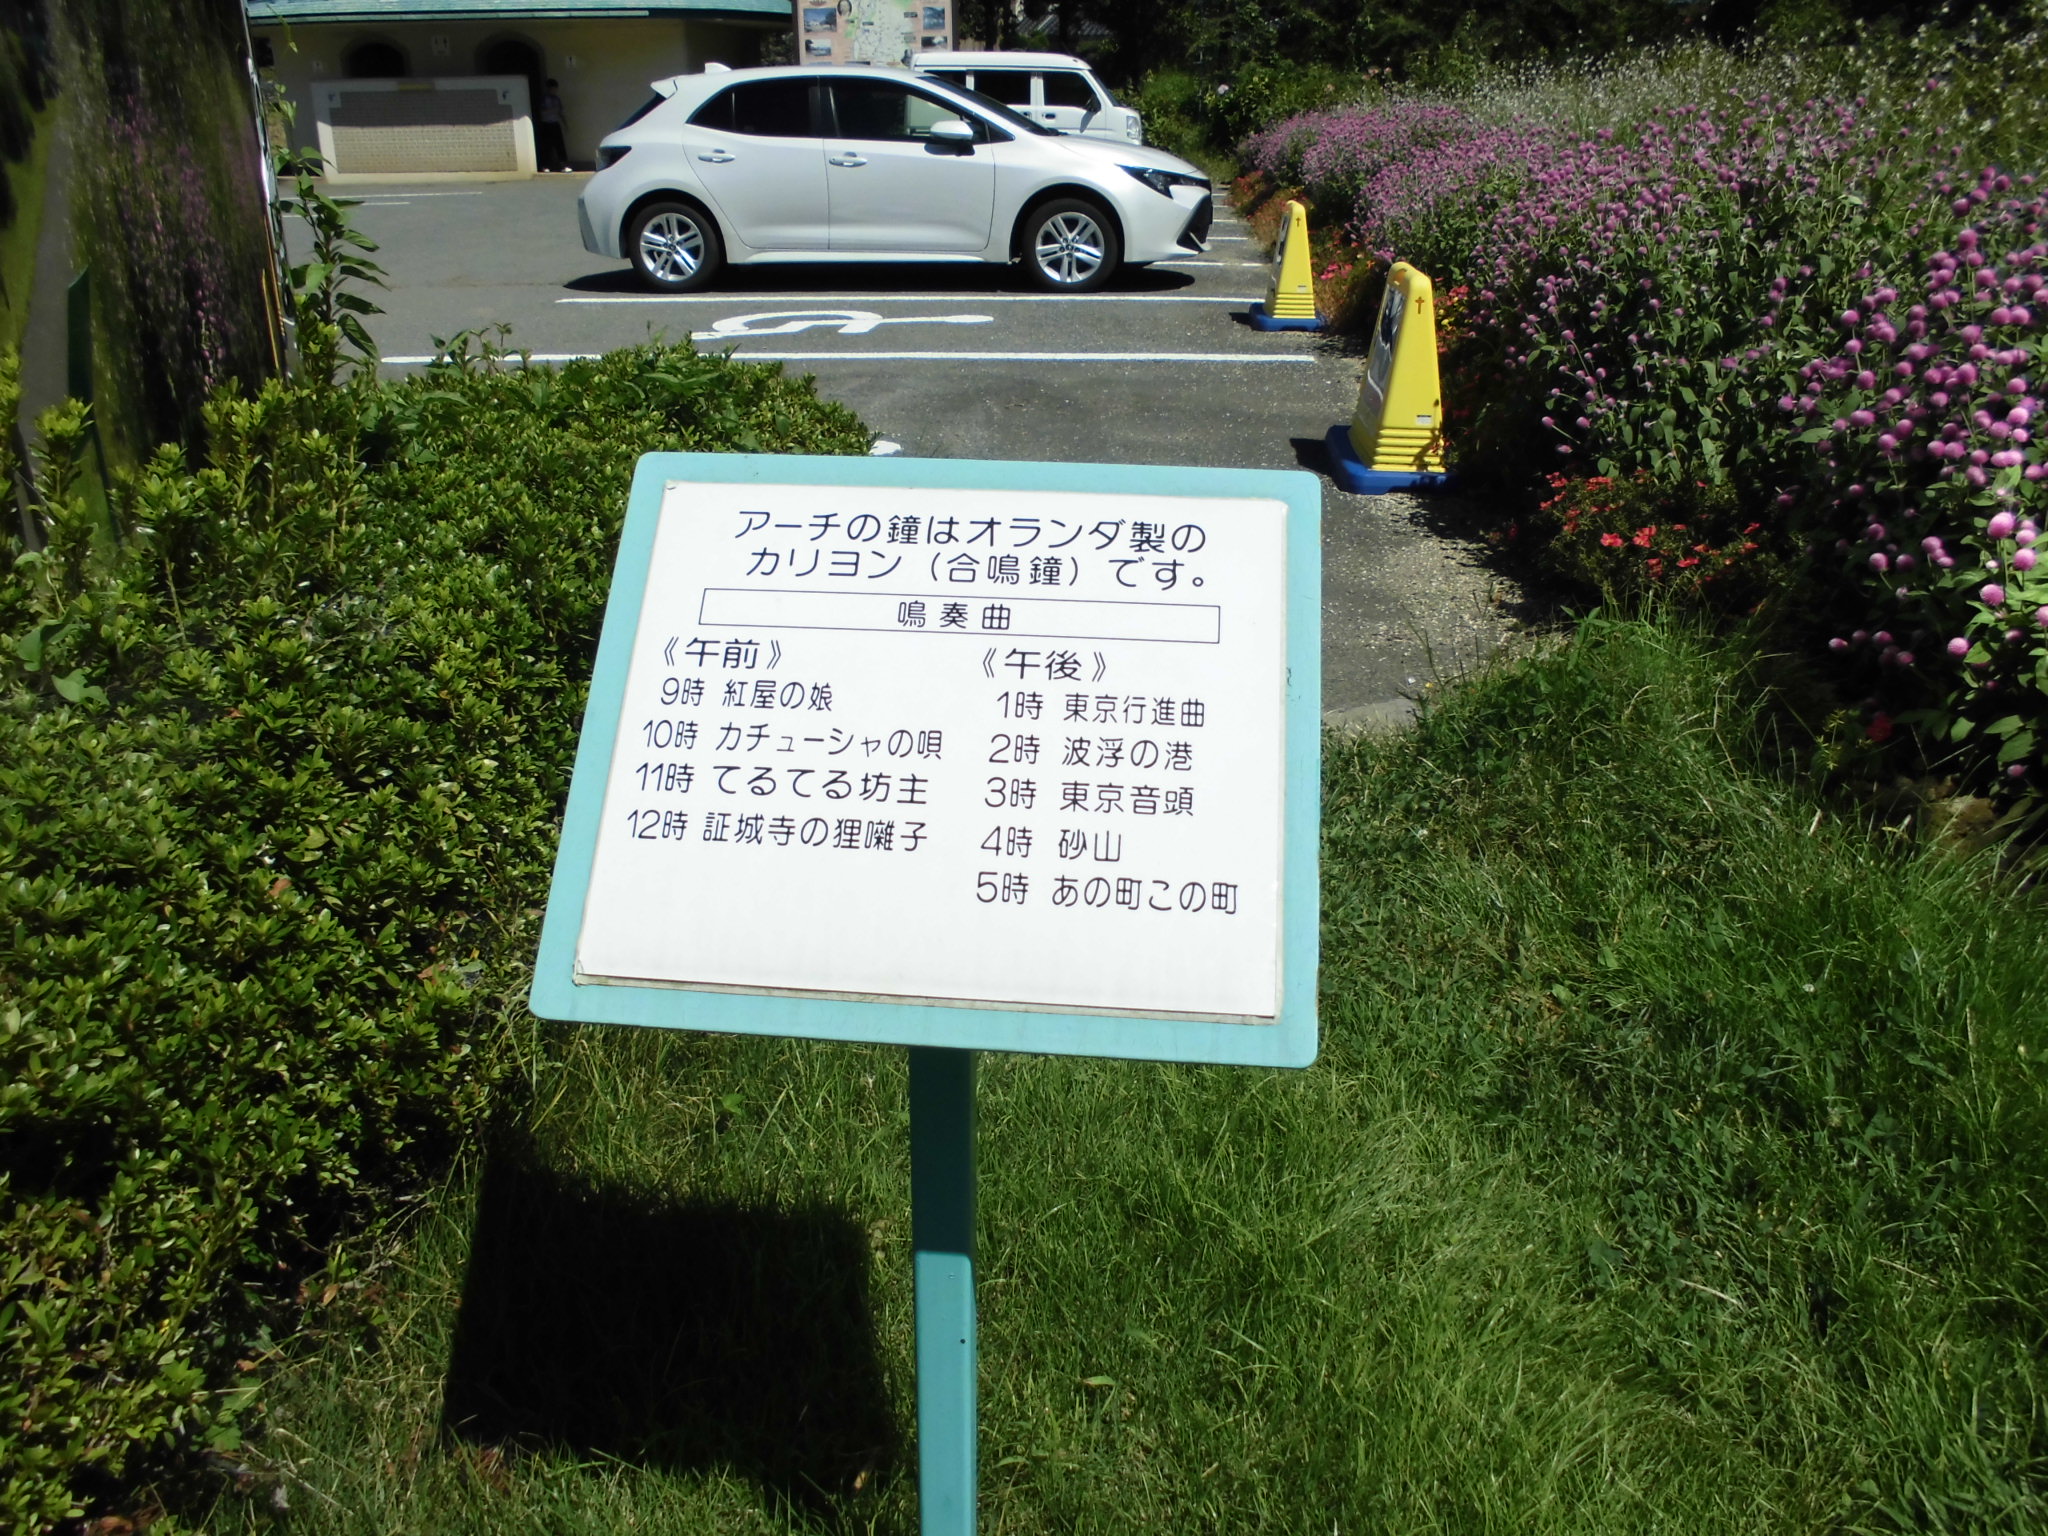 アーチの鐘はオランダ製の
カリヨン（合鳴鐘）です。
鳴奏曲
《午前》
9時 紅屋の娘
10時 カチューシャの唄
11時 てるてる坊主
12時 証城寺の狸囃子
《午後》
1時 東京行進曲
2時 波浮の港
3時 東京音頭
4時 砂山
5時 あの町この町